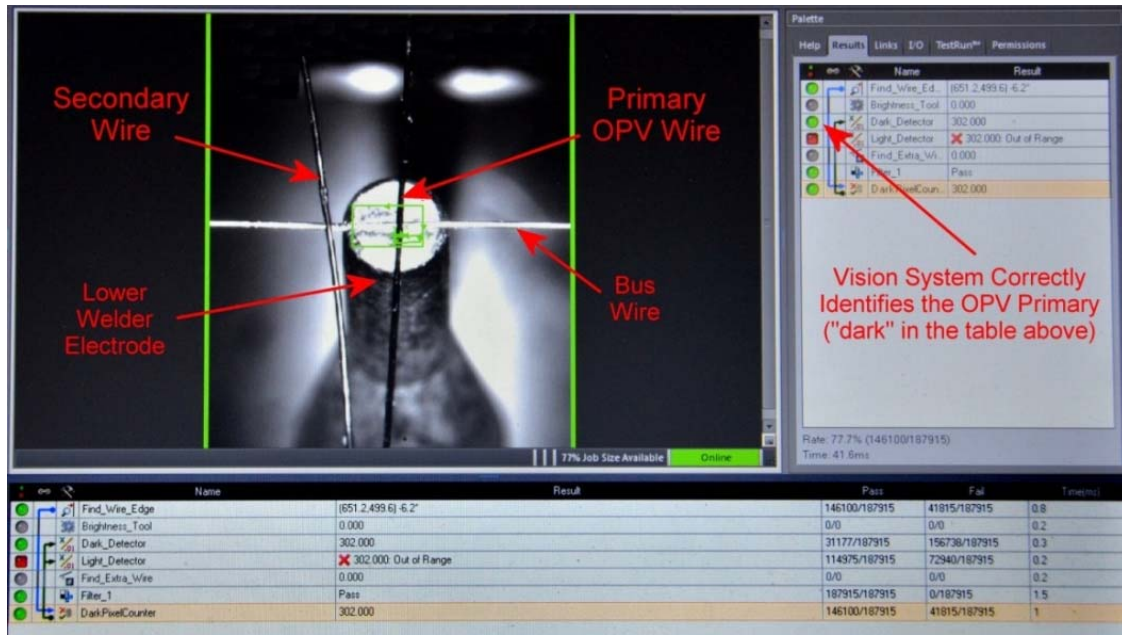 Palette
Help Results Links I/O TestRun™ Permissions
Name Result
Find_Wire_Ed.. (651.2,499.6) -6.2°
Brightness_Tool 0.000
Dark_Detector 302.000
Light_Detector 302.000: Out of Range
Find_Extra_Wi.. 0.000
Filter_1 Pass
DarkPixelCoun.. 302.000
Secondary
Wire
Primary
OPV Wire
Lower
Welder
Electrode
Bus
Wire
Vision System Correctly
Identifies the OPV Primary
("dark" in the table above)
Rate: 77.7% (146100/187915)
Time: 41.6ms
77% Job Size Available Online
Name Result Pass Fail Time(ms)
Find_Wire_Edge (651.2,499.6) -6.2° 146100/187915 41815/187915 0.8
Brightness_Tool 0.000 0/0 0/0 0.2
Dark_Detector 302.000 31177/187915 156738/187915 0.3
Light_Detector 302.000: Out of Range 114975/187915 72940/187915 0.2
Find_Extra_Wire 0.000 0/0 0/0 0.2
Filter_1 Pass 187915/187915 0/187915 1.5
DarkPixelCounter 302.000 146100/187915 41815/187915 1